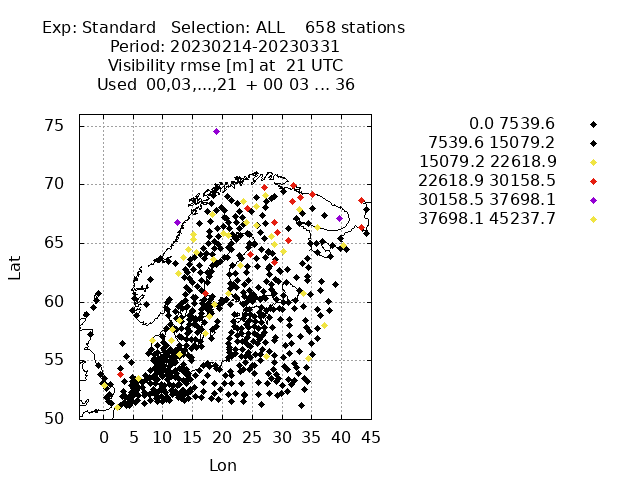 Exp: Standard Selection: ALL 658 stations
Period: 20230214-20230331
Visibility rmse [m] at 21 UTC
Used 00,03,...,21 + 00 03 ... 36
75
70
65
60
55
50
0 5 10 15 20 25 30 35 40 45
Lat
Lon
0.0 7539.6
7539.6 15079.2
15079.2 22618.9
22618.9 30158.5
30158.5 37698.1
37698.1 45237.7